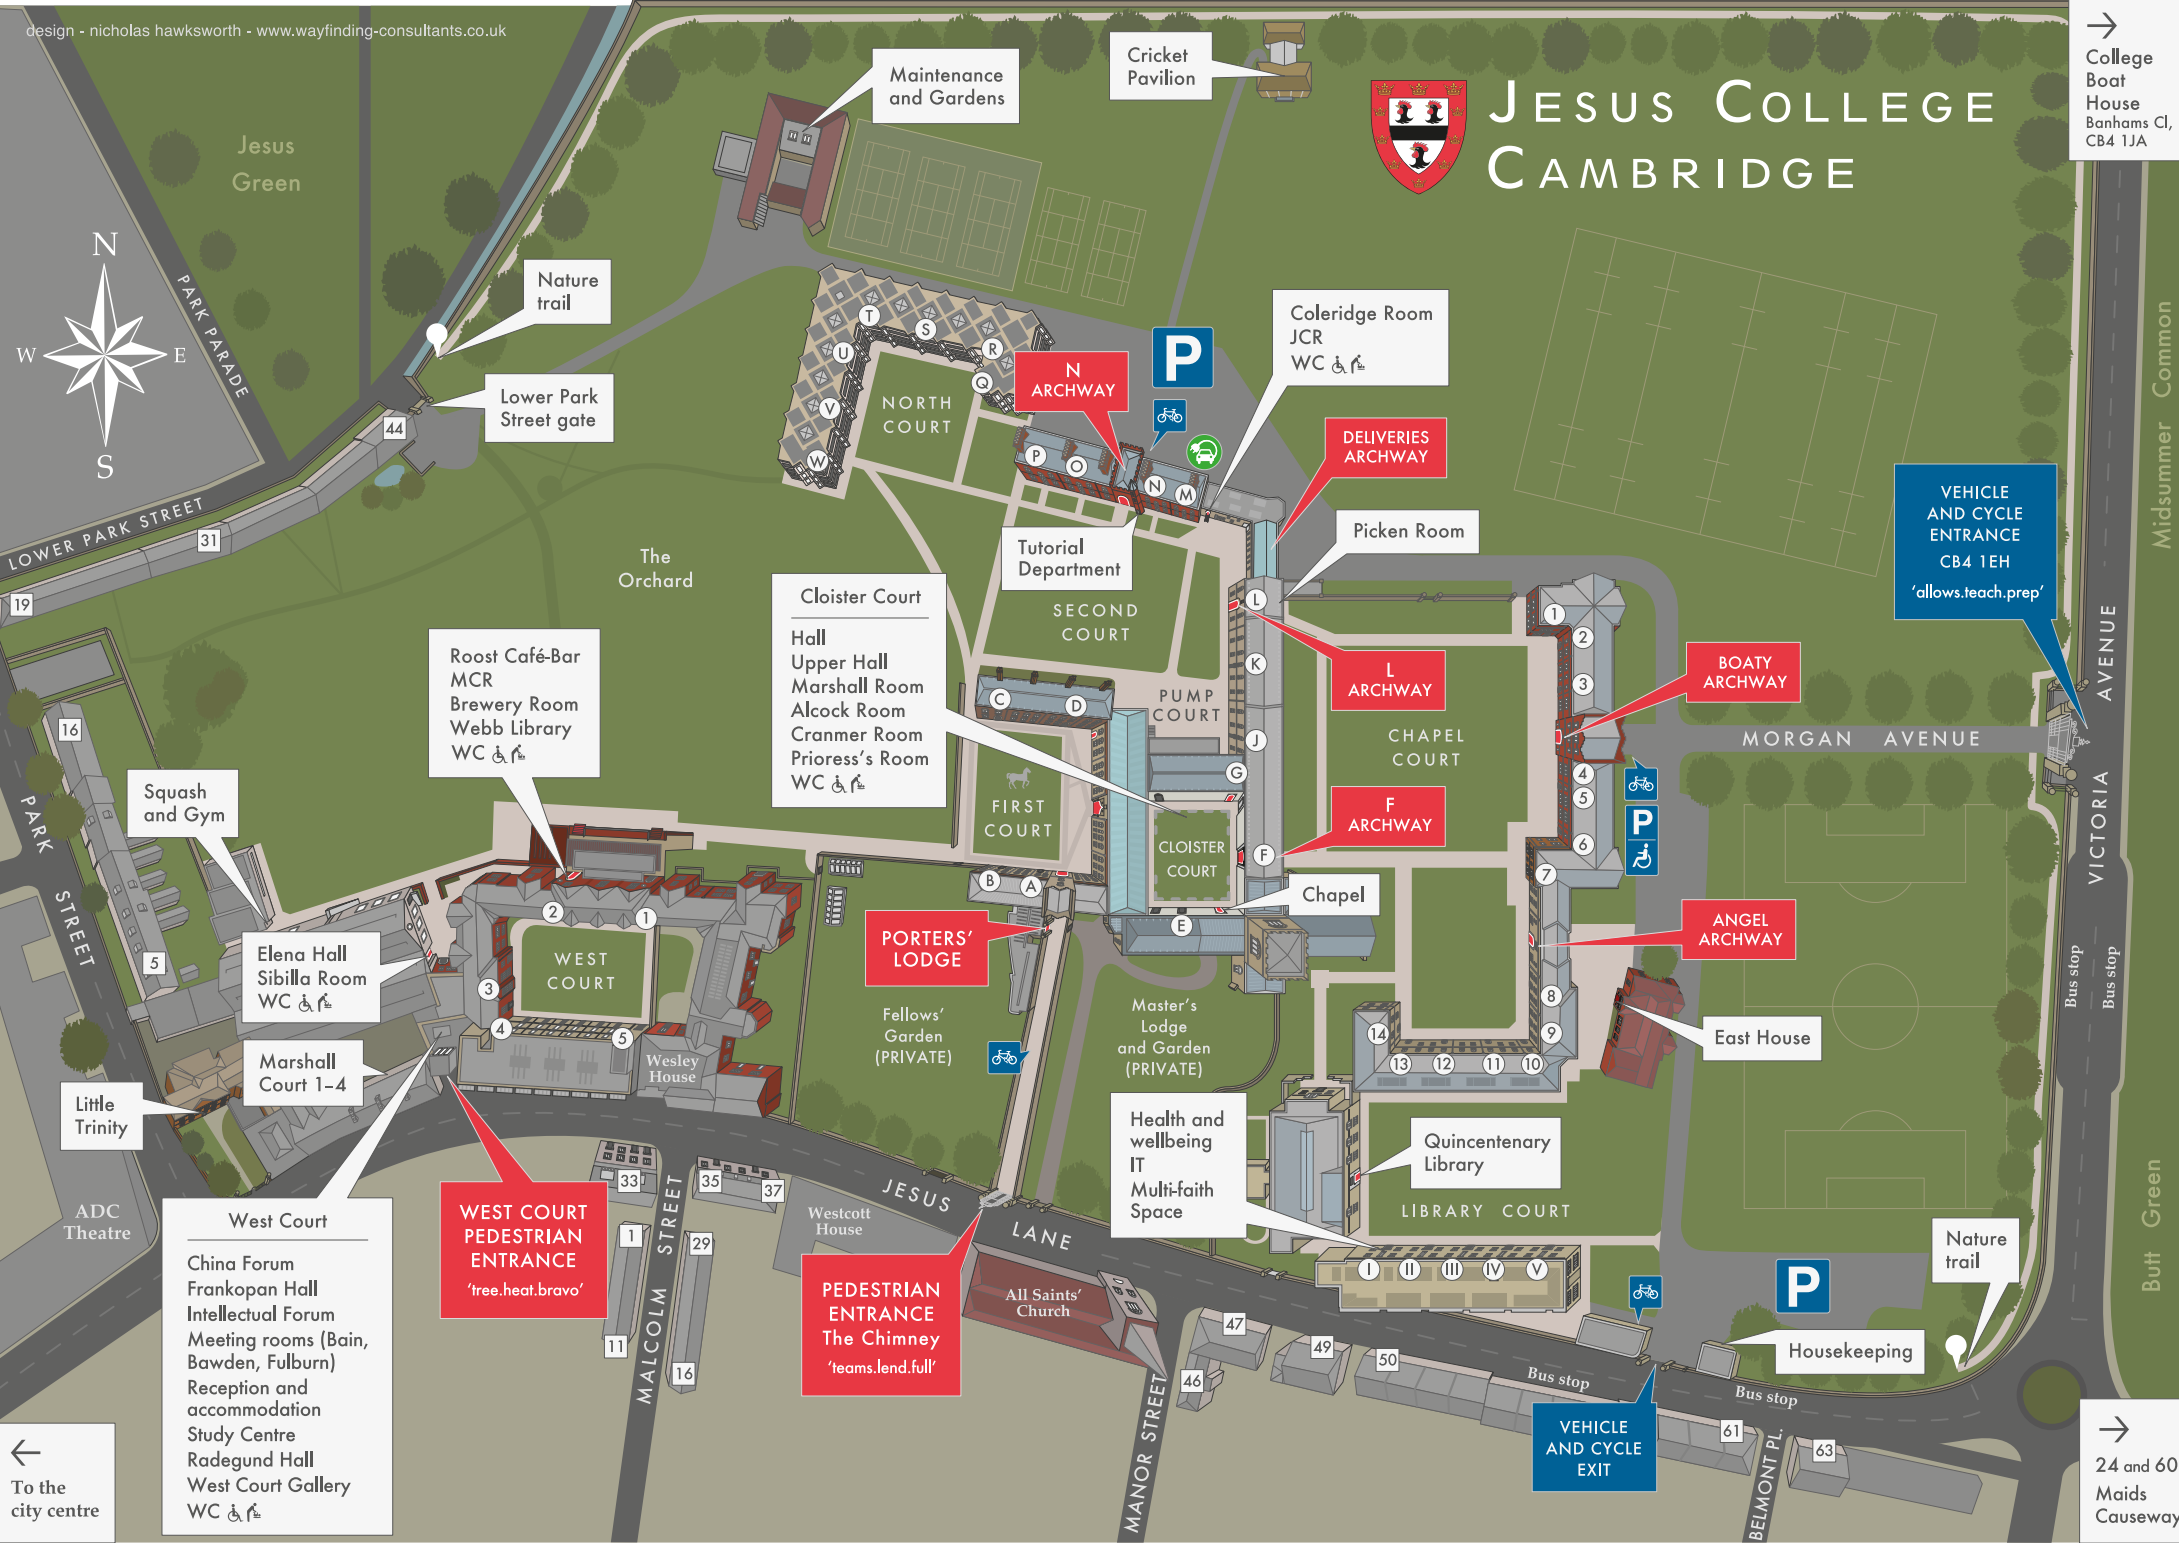 design - nicholas hawksworth - www.wayfinding-consultants.co.uk
JESUS COLLEGE
CAMBRIDGE
→
College
Boat
House
Banhams Cl,
CB4 1JA
Maintenance
and Gardens
Cricket
Pavilion
Jesus
Green
N
W
E
S
PARK PARADE
Nature
trail
Lower Park
Street gate
44
31
19
LOWER PARK STREET
T
S
R
U
Q
V
W
NORTH
COURT
N
ARCHWAY
P
Coleridge Room
JCR
WC
DELIVERIES
ARCHWAY
P
O
N
M
Picken Room
Tutorial
Department
SECOND
COURT
The
Orchard
VEHICLE
AND CYCLE
ENTRANCE
CB4 1EH
'allows.teach.prep'
Midsummer Common
VICTORIA AVENUE
Cloister Court
Hall
Upper Hall
Marshall Room
Alcock Room
Cranmer Room
Prioress's Room
WC
Roost Café-Bar
MCR
Brewery Room
Webb Library
WC
L
K
J
G
F
E
L
ARCHWAY
BOATY
ARCHWAY
1
2
3
4
5
6
7
8
9
10
11
12
13
14
C
D
PUMP
COURT
CHAPEL
COURT
MORGAN AVENUE
FIRST
COURT
CLOISTER
COURT
F
ARCHWAY
P
Chapel
B
A
PORTERS'
LODGE
ANGEL
ARCHWAY
16
5
Squash
and Gym
PARK STREET
Elena Hall
Sibilla Room
WC
2
1
3
4
5
WEST
COURT
Wesley
House
Fellows'
Garden
(PRIVATE)
Master's
Lodge
and Garden
(PRIVATE)
East House
Bus stop
Bus stop
Marshall
Court 1–4
Little
Trinity
ADC
Theatre
Health and
wellbeing
IT
Multi-faith
Space
Quincentenary
Library
LIBRARY COURT
I
II
III
IV
V
West Court
China Forum
Frankopan Hall
Intellectual Forum
Meeting rooms (Bain,
Bawden, Fulburn)
Reception and
accommodation
Study Centre
Radegund Hall
West Court Gallery
WC
WEST COURT
PEDESTRIAN
ENTRANCE
'tree.heat.bravo'
33
35
37
1
29
11
16
MALCOLM STREET
JESUS LANE
Westcott
House
PEDESTRIAN
ENTRANCE
The Chimney
'teams.lend.full'
All Saints'
Church
MANOR STREET
46
47
49
50
61
63
Bus stop
Bus stop
BELMONT PL.
VEHICLE
AND CYCLE
EXIT
P
Housekeeping
Nature
trail
Butt Green
←
To the
city centre
→
24 and 60
Maids
Causeway